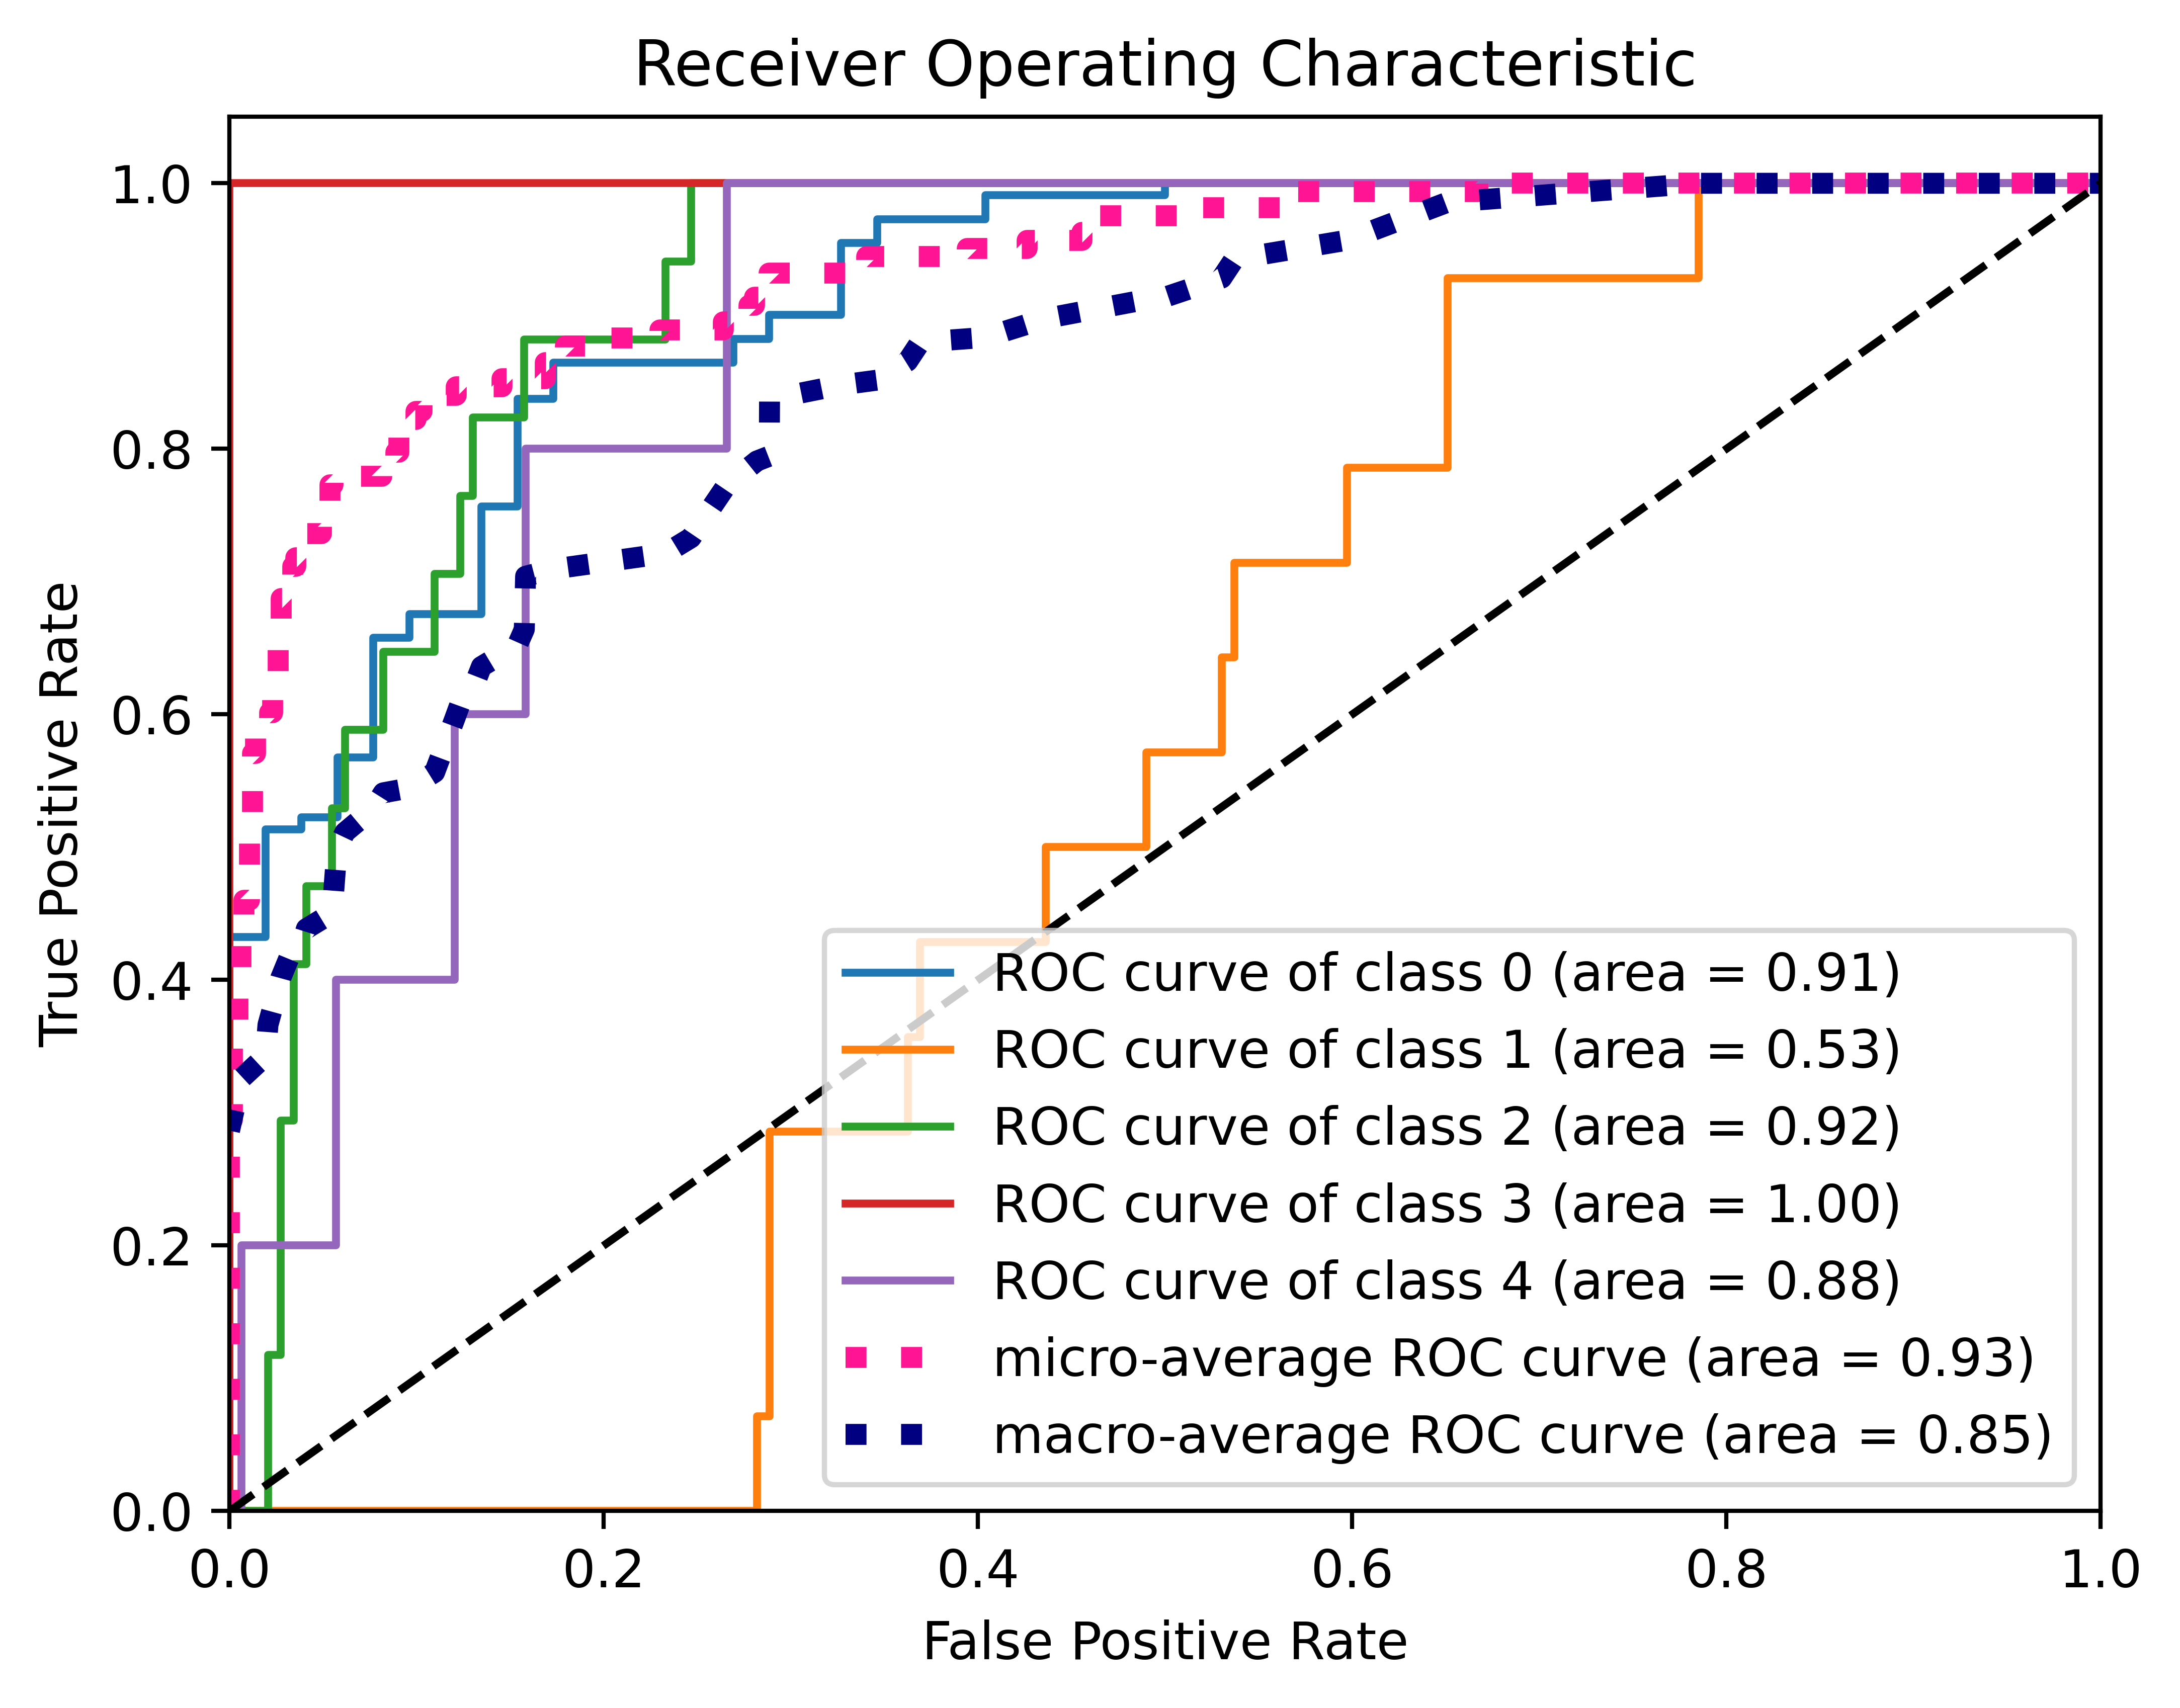 Receiver Operating Characteristic
True Positive Rate
1.0
0.8
0.6
0.4
0.2
0.0
ROC curve of class 0 (area = 0.91)
ROC curve of class 1 (area = 0.53)
ROC curve of class 2 (area = 0.92)
ROC curve of class 3 (area = 1.00)
ROC curve of class 4 (area = 0.88)
micro-average ROC curve (area = 0.93)
macro-average ROC curve (area = 0.85)
0.0 0.2 0.4 0.6 0.8 1.0
False Positive Rate